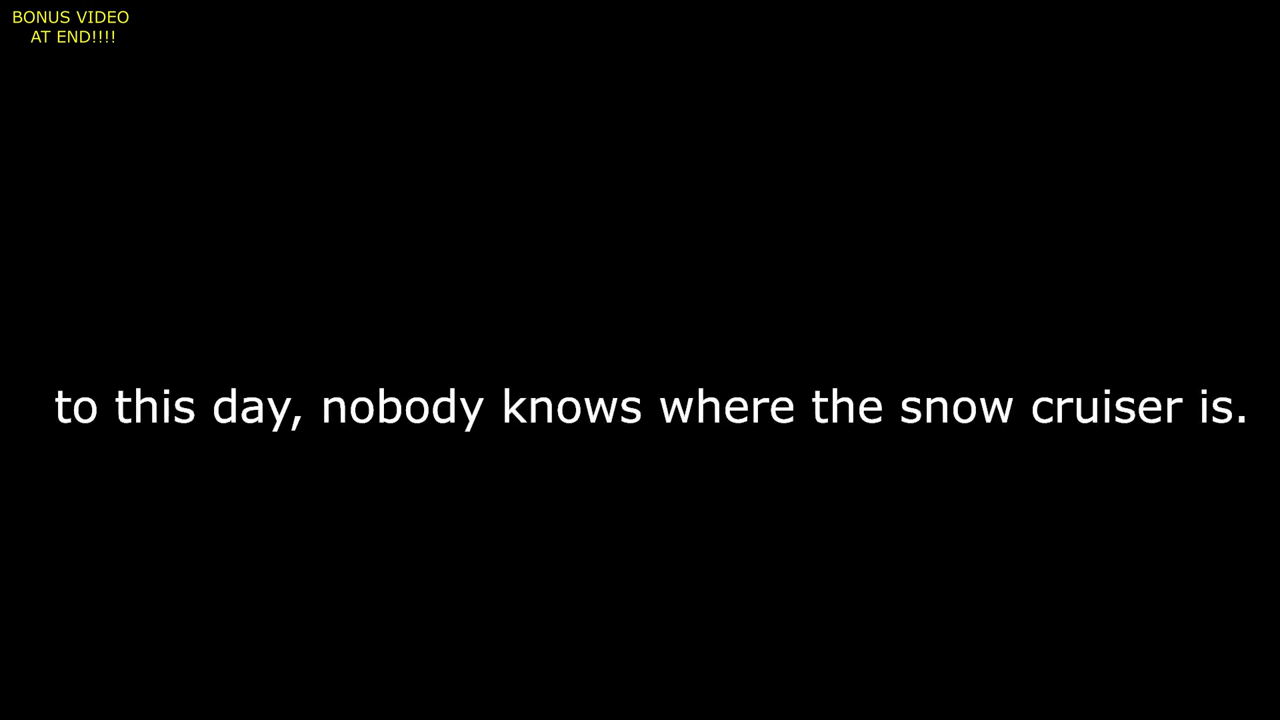 BONUS VIDEO
AT END!!!!
to this day, nobody knows where the snow cruiser is.